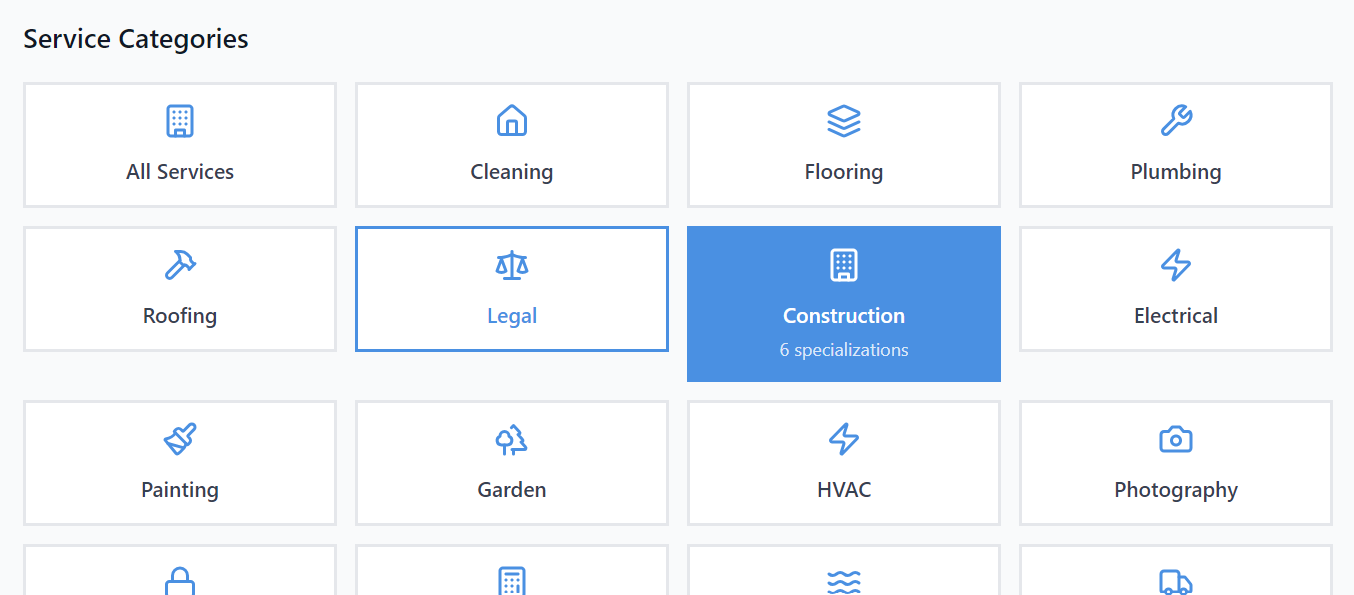 Service Categories
All Services
Cleaning
Flooring
Plumbing
Roofing
Legal
Construction
6 specializations
Electrical
Painting
Garden
HVAC
Photography